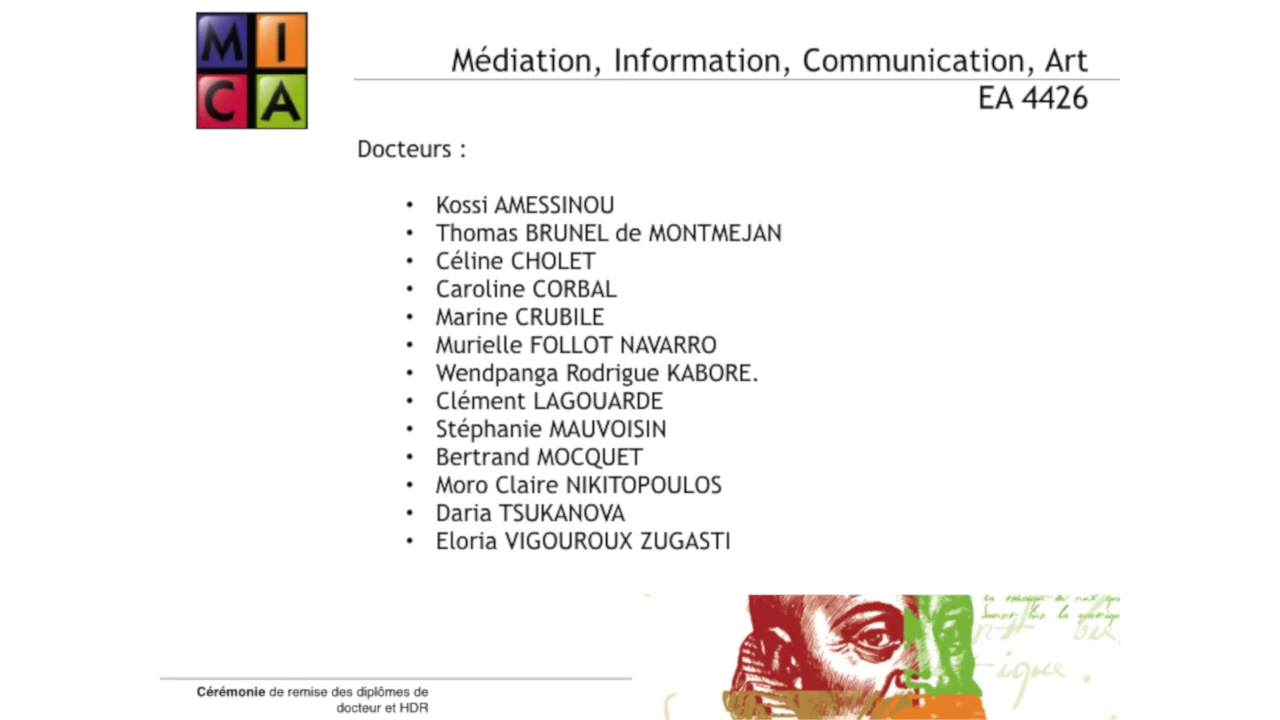 M I
C A
Médiation, Information, Communication, Art
EA 4426
Docteurs :
• Kossi AMESSINOU
• Thomas BRUNEL de MONTMEJAN
• Céline CHOLET
• Caroline CORBAL
• Marine CRUBILE
• Murielle FOLLOT NAVARRO
• Wendpanga Rodrigue KABORE.
• Clément LAGOUARDE
• Stéphanie MAUVOISIN
• Bertrand MOCQUET
• Moro Claire NIKITOPOULOS
• Daria TSUKANOVA
• Eloria VIGOUROUX ZUGASTI
Cérémonie de remise des diplômes de
docteur et HDR